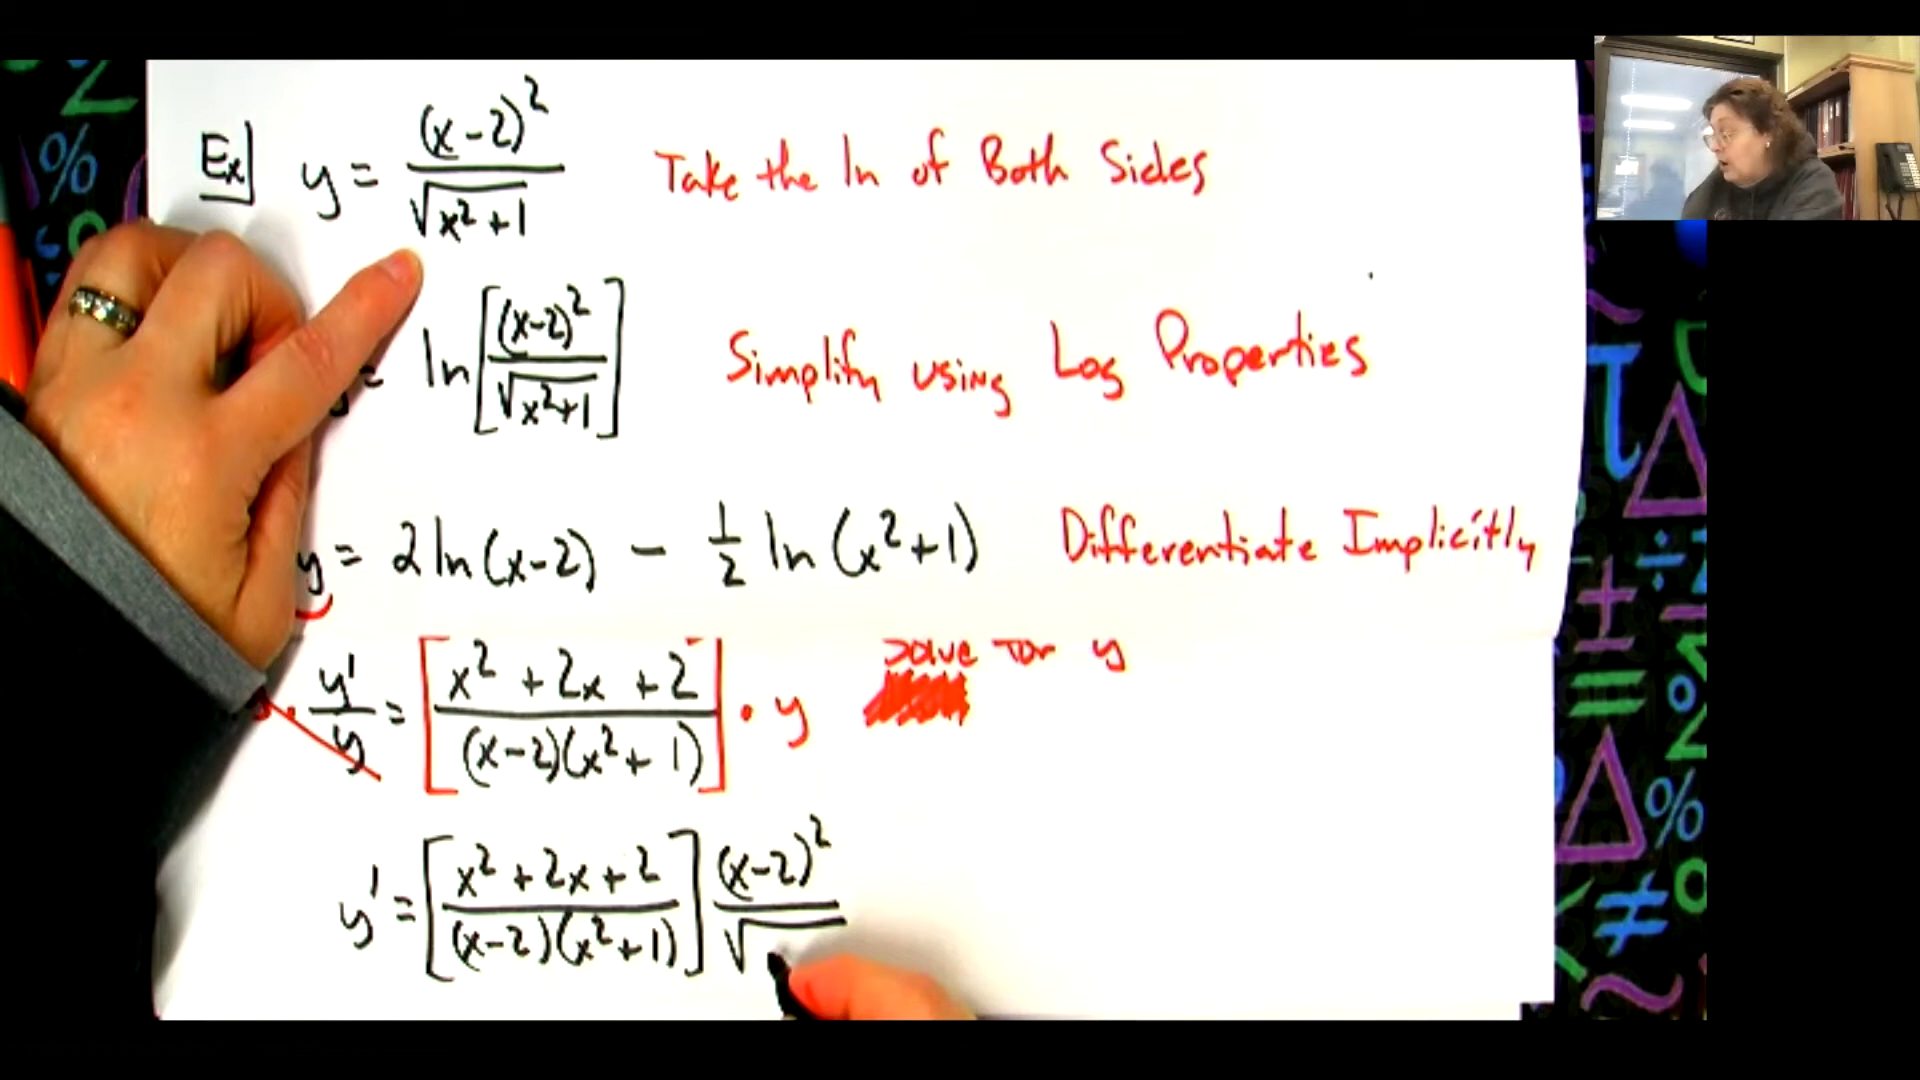 Ex y = (x-2)² / √x²+1 Take the ln of Both Sides
= ln [(x-2)² / √x²+1] Simplify using Log Properties
y = 2ln(x-2) - 1/2 ln(x²+1) Differentiate Implicitly
· y'/y = [x²+2x+2 / (x-2)(x²+1)] · y Solve for y
y' = [x²+2x+2 / (x-2)(x²+1)] (x-2)² / √